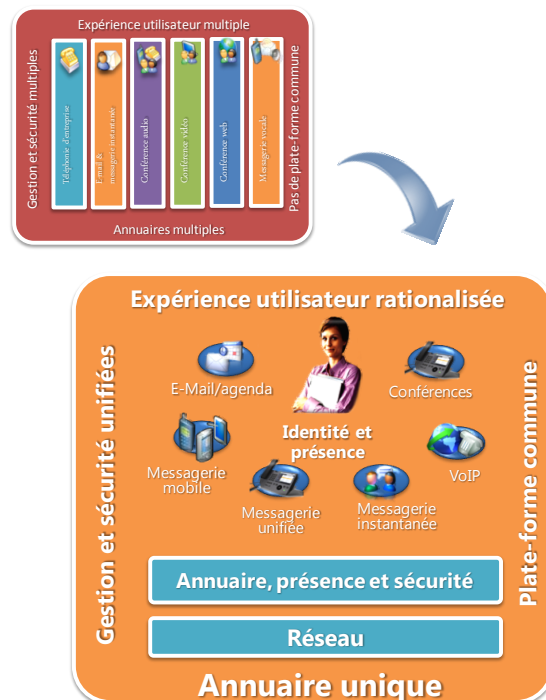 Expérience utilisateur multiple
Gestion et sécurité multiples
Téléphonie d'entreprise
E-mail &
messagerie instantanée
Conférence audio
Conférence vidéo
Conférence web
Messagerie vocale
Pas de plate-forme commune
Annuaires multiples
Expérience utilisateur rationalisée
Gestion et sécurité unifiées
E-Mail/agenda
Conférences
Identité et
présence
Messagerie
mobile
VoIP
Messagerie
unifiée
Messagerie
instantanée
Plate-forme commune
Annuaire, présence et sécurité
Réseau
Annuaire unique